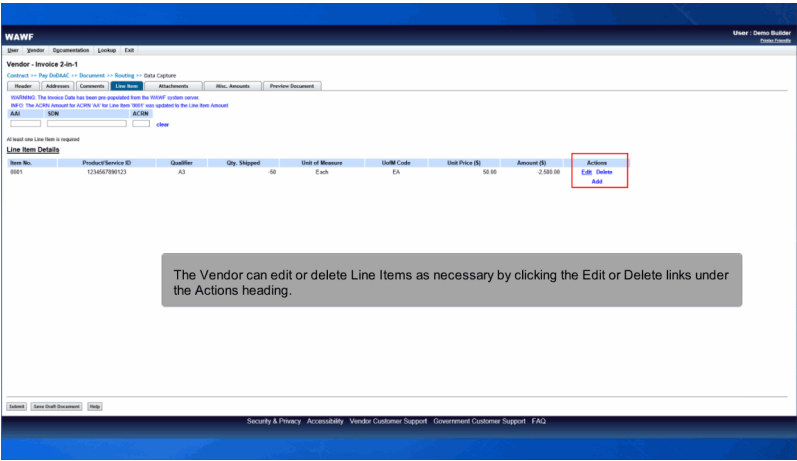 WAWF
User : Demo Builder
Printer Friendly
User Vendor Documentation Lookup Exit
Vendor - Invoice 2-in-1
Contract >> Pay DoDAAC >> Document >> Routing >> Data Capture
Header Addresses Comments Line Item Attachments Misc. Amounts Preview Document
WARNING: The Invoice Date has been pre-populated from the WAWF system server.
INFO: The ACRN Amount for ACRN 'AA' for Line Item '0001' was updated to the Line Item Amount
AAI SDN ACRN
clear
At least one Line Item is required
Line Item Details
Item No. Product/Service ID Qualifier Qty. Shipped Unit of Measure UofM Code Unit Price ($) Amount ($) Actions
0001 1234567890123 A3 -50 Each EA 50.00 -2,500.00 Edit Delete
Add
The Vendor can edit or delete Line Items as necessary by clicking the Edit or Delete links under
the Actions heading.
Submit Save Draft Document Help
Security & Privacy Accessibility Vendor Customer Support Government Customer Support FAQ